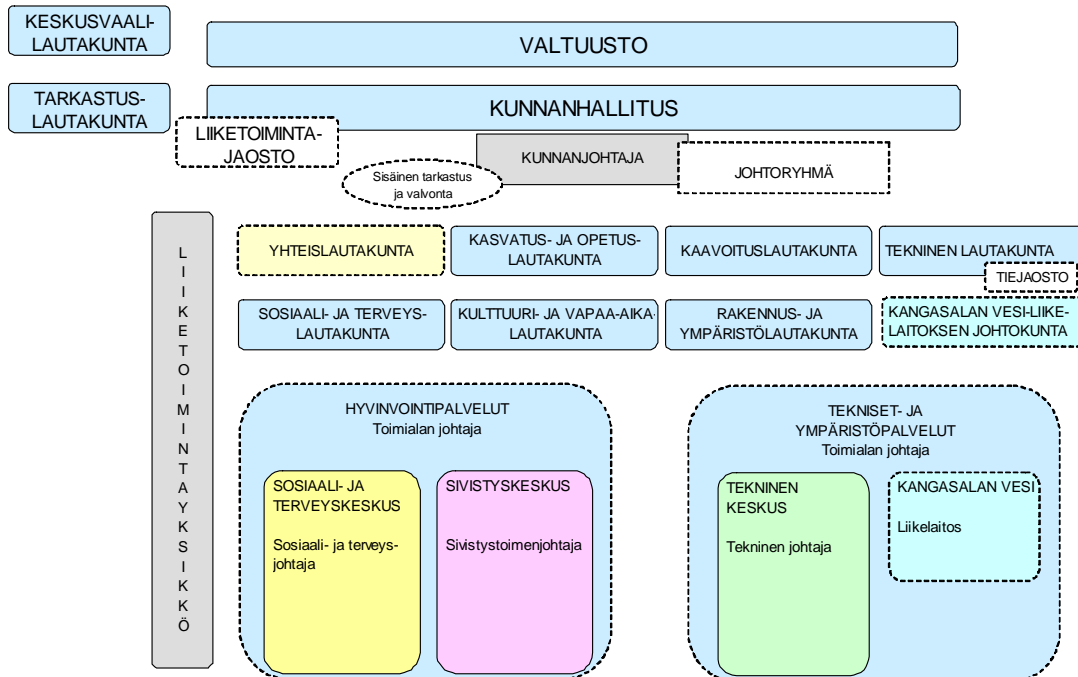 KESKUSVAALI-
LAUTAKUNTA
VALTUUSTO
TARKASTUS-
LAUTAKUNTA
KUNNANHALLITUS
LIIKETOIMINTA-
JAOSTO
KUNNANJOHTAJA
JOHTORYHMÄ
Sisäinen tarkastus
ja valvonta
L
I
I
K
E
T
O
I
M
I
N
T
A
Y
K
S
I
K
K
Ö
YHTEISLAUTAKUNTA
KASVATUS- JA OPETUS-
LAUTAKUNTA
KAAVOITUSLAUTAKUNTA
TEKNINEN LAUTAKUNTA
TIEJAOSTO
SOSIAALI- JA TERVEYS-
LAUTAKUNTA
KULTTUURI- JA VAPAA-AIKA-
LAUTAKUNTA
RAKENNUS- JA
YMPÄRISTÖLAUTAKUNTA
KANGASALAN VESI-LIIKE-
LAITOKSEN JOHTOKUNTA
HYVINVOINTIPALVELUT
Toimialan johtaja
SOSIAALI- JA
TERVEYSKESKUS
Sosiaali- ja terveys-
johtaja
SIVISTYSKESKUS
Sivistystoimenjohtaja
TEKNISET- JA
YMPÄRISTÖPALVELUT
Toimialan johtaja
TEKNINEN
KESKUS
Tekninen johtaja
KANGASALAN VESI
Liikelaitos